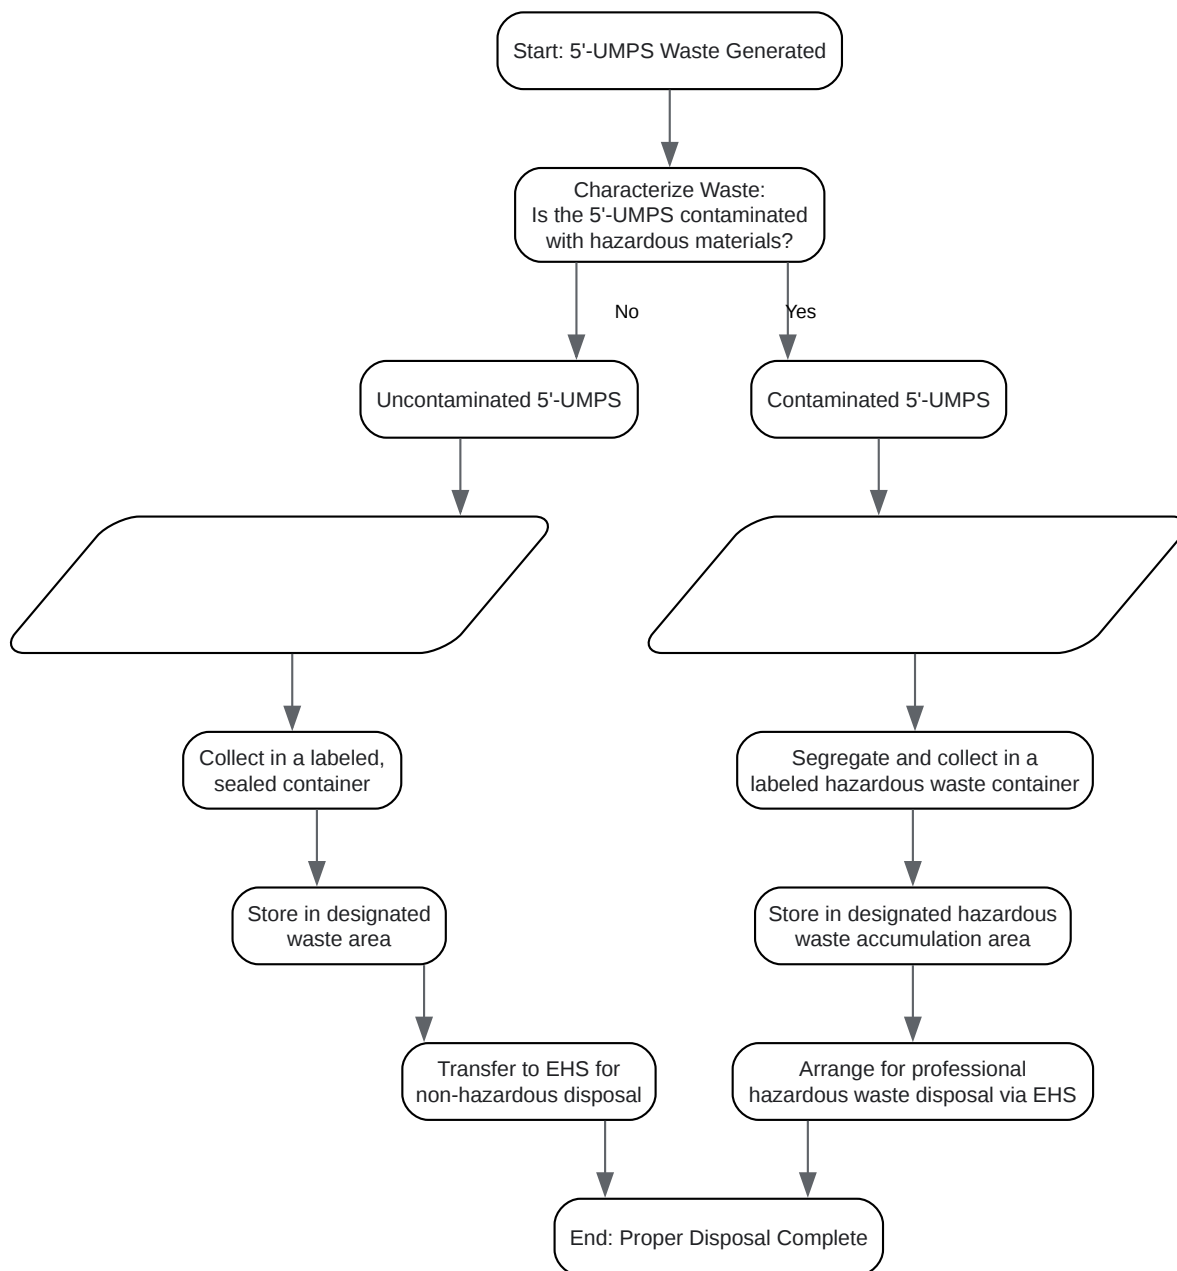 Start: 5'-UMPS Waste Generated
Characterize Waste:
Is the 5'-UMPS contaminated
with hazardous materials?
No
Yes
Uncontaminated 5'-UMPS
Contaminated 5'-UMPS
Collect in a labeled,
sealed container
Segregate and collect in a
labeled hazardous waste container
Store in designated
waste area
Store in designated hazardous
waste accumulation area
Transfer to EHS for
non-hazardous disposal
Arrange for professional
hazardous waste disposal via EHS
End: Proper Disposal Complete